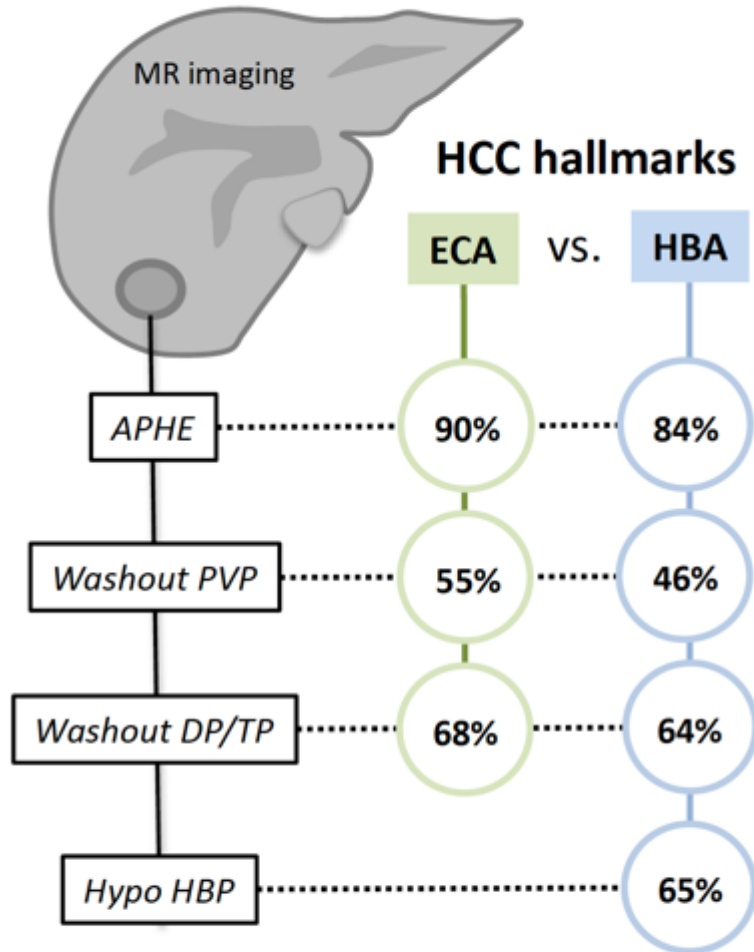 MR imaging
HCC hallmarks
ECA vs. HBA
APHE 90% 84%
Washout PVP 55% 46%
Washout DP/TP 68% 64%
Hypo HBP 65%